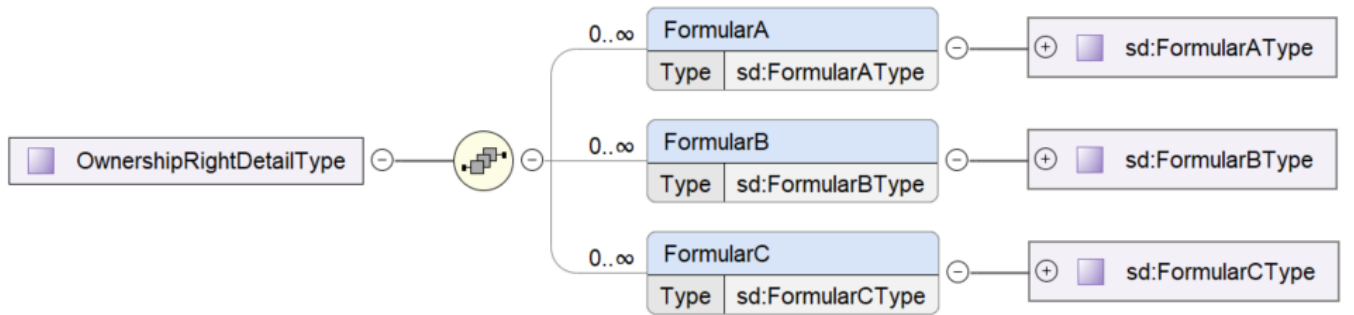 OwnershipRightDetailType
0..∞
FormularA
Type sd:FormularAType
sd:FormularAType
0..∞
FormularB
Type sd:FormularBType
sd:FormularBType
0..∞
FormularC
Type sd:FormularCType
sd:FormularCType